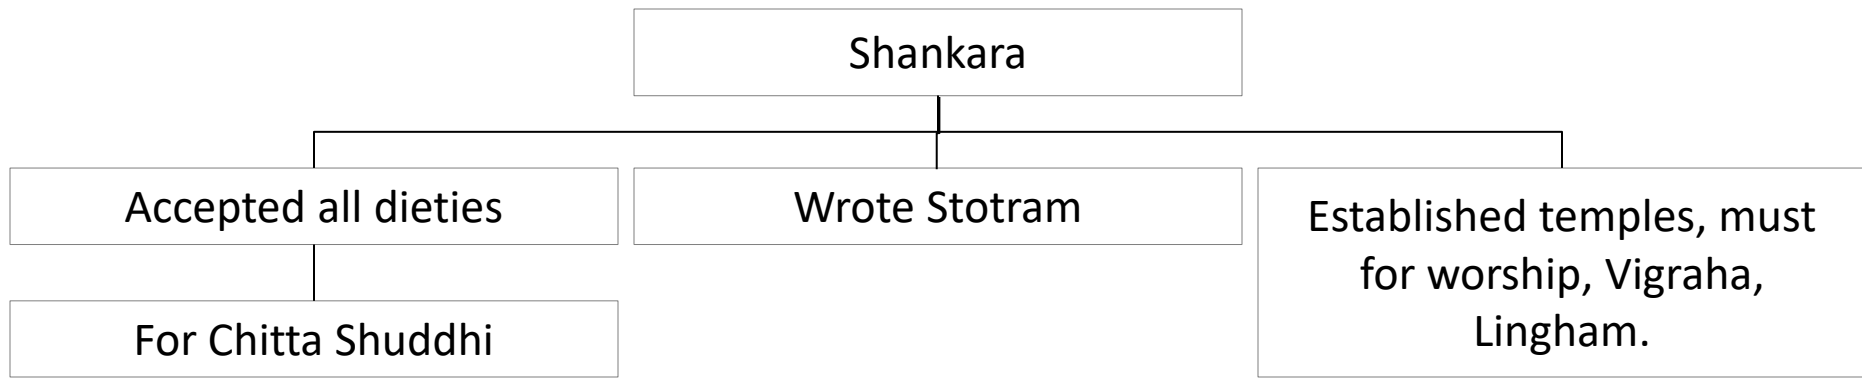 Shankara
Accepted all dieties
Wrote Stotram
Established temples, must
for worship, Vigraha,
Lingham.
For Chitta Shuddhi